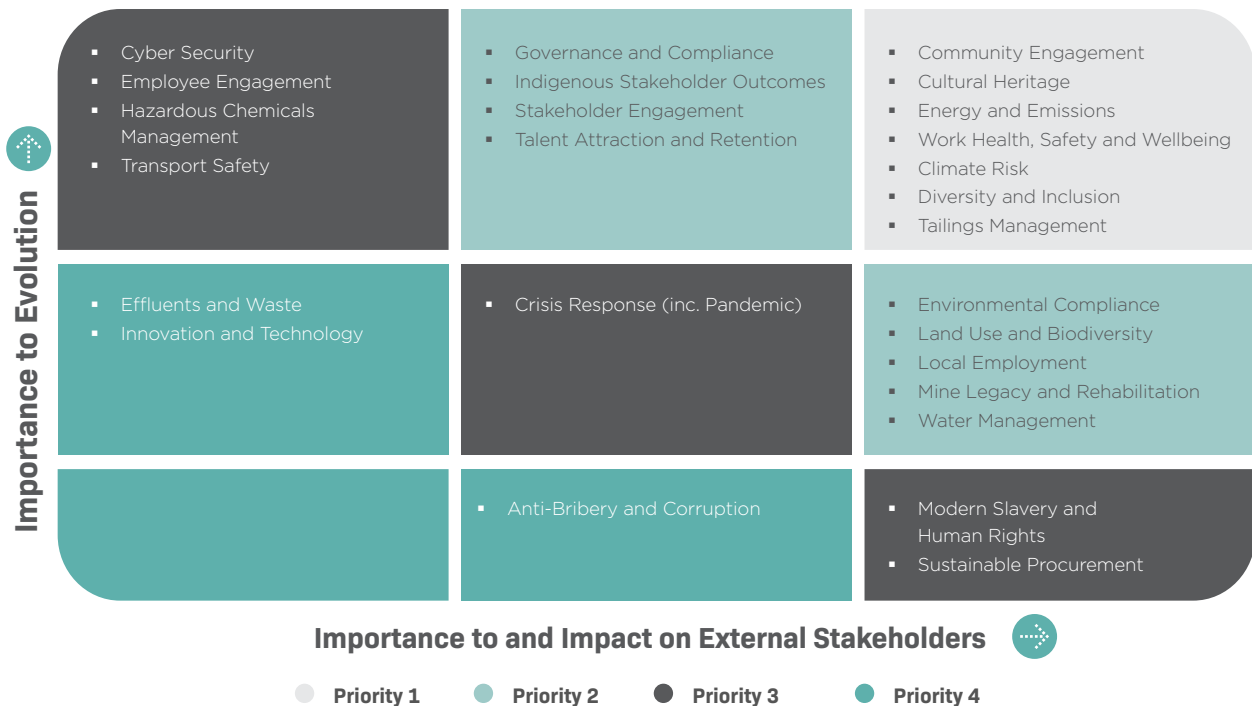 Importance to Evolution
▪ Cyber Security
▪ Employee Engagement
▪ Hazardous Chemicals
Management
▪ Transport Safety
▪ Governance and Compliance
▪ Indigenous Stakeholder Outcomes
▪ Stakeholder Engagement
▪ Talent Attraction and Retention
▪ Community Engagement
▪ Cultural Heritage
▪ Energy and Emissions
▪ Work Health, Safety and Wellbeing
▪ Climate Risk
▪ Diversity and Inclusion
▪ Tailings Management
▪ Effluents and Waste
▪ Innovation and Technology
▪ Crisis Response (inc. Pandemic)
▪ Environmental Compliance
▪ Land Use and Biodiversity
▪ Local Employment
▪ Mine Legacy and Rehabilitation
▪ Water Management
▪ Anti-Bribery and Corruption
▪ Modern Slavery and
Human Rights
▪ Sustainable Procurement
Importance to and Impact on External Stakeholders
Priority 1
Priority 2
Priority 3
Priority 4